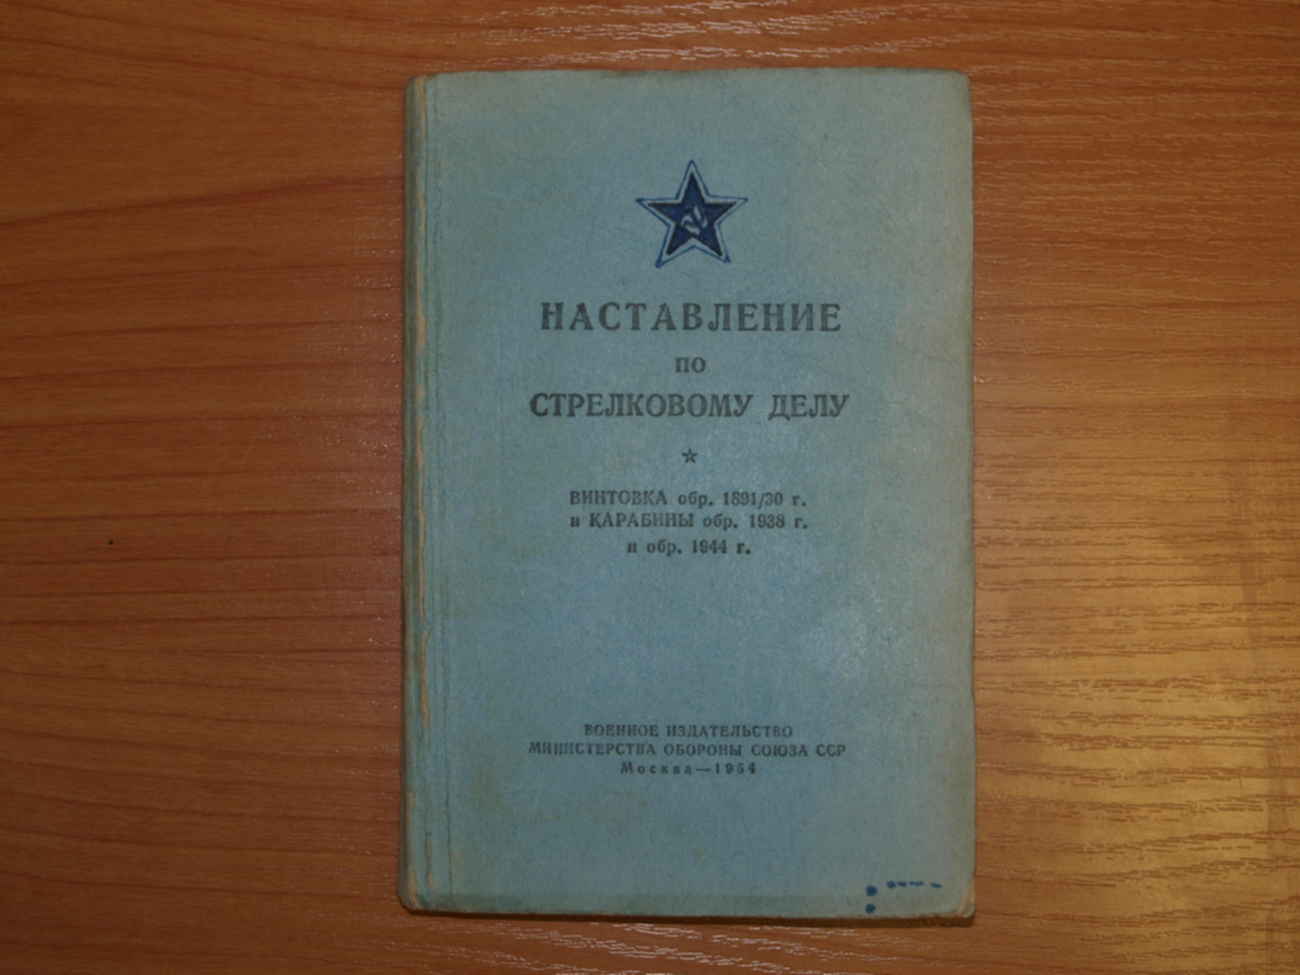 НАСТАВЛЕНИЕ
ПО
СТРЕЛКОВОМУ ДЕЛУ
ВИНТОВКА обр. 1891/30 г.
и КАРАБИНЫ обр. 1938 г.
и обр. 1944 г.
ВОЕННОЕ ИЗДАТЕЛЬСТВО
МИНИСТЕРСТВА ОБОРОНЫ СОЮЗА ССР
Москва—1954